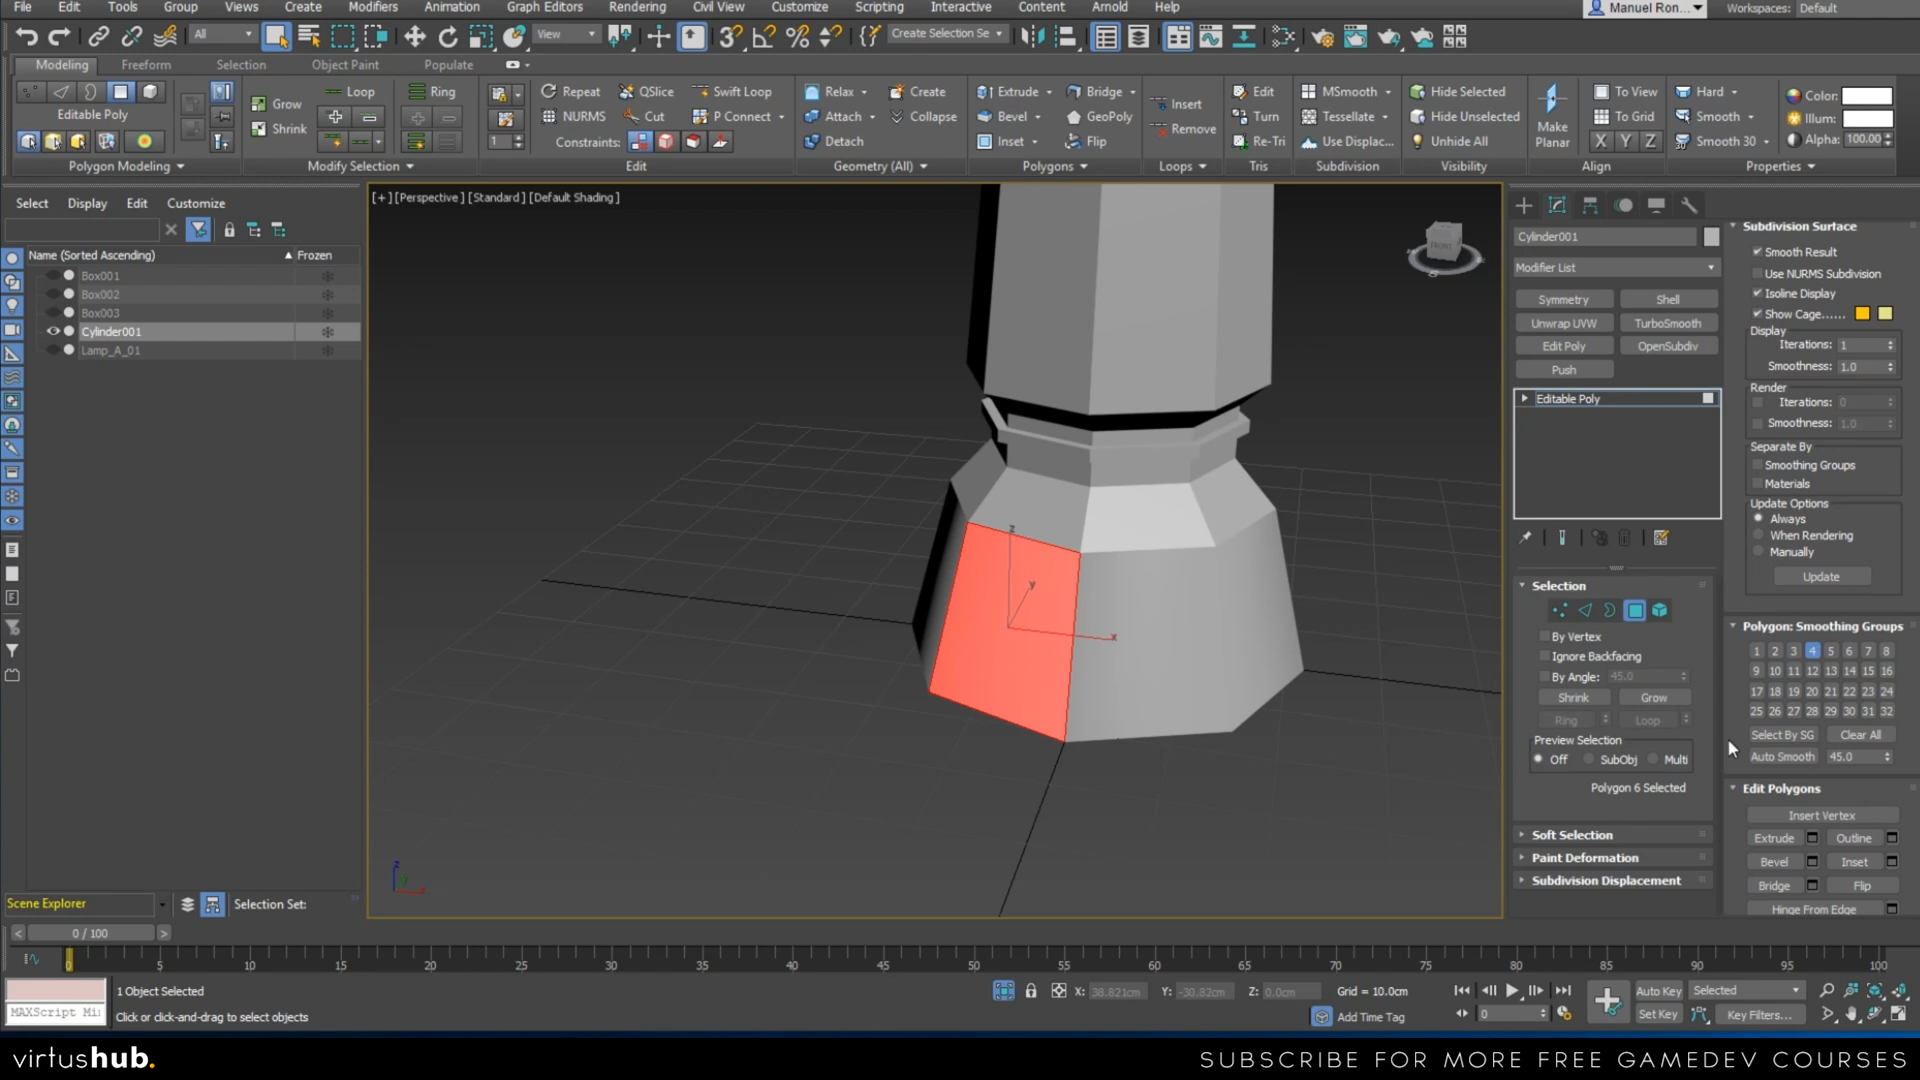 File Edit Tools Group Views Create Modifiers Animation Graph Editors Rendering Civil View Customize Scripting Interactive Content Arnold Help Manuel Ron... Workspaces: Default
All View Create Selection Se
Modeling Freeform Selection Object Paint Populate
Grow Loop Ring Repeat QSlice Swift Loop Relax Create Extrude Bridge Insert Edit MSmooth Hide Selected To View Hard Color:
Editable Poly Shrink NURMS Cut P Connect Attach Collapse Bevel GeoPoly Remove Turn Tessellate Hide Unselected Make Planar To Grid Smooth Illum:
1 Constraints: Detach Inset Flip Re-Tri Use Displac... Unhide All X Y Z Smooth 30 Alpha: 100.00
Polygon Modeling Modify Selection Edit Geometry (All) Polygons Loops Tris Subdivision Visibility Align Properties
Select Display Edit Customize
Name (Sorted Ascending) Frozen
Box001
Box002
Box003
Cylinder001
Lamp_A_01
[+] [Perspective ] [Standard ] [Default Shading ]
FRONT
z
y
x
Cylinder001
Modifier List
Symmetry Shell
Unwrap UVW TurboSmooth
Edit Poly OpenSubdiv
Push
Editable Poly
Selection
By Vertex
Ignore Backfacing
By Angle: 45.0
Shrink Grow
Ring Loop
Preview Selection
Off SubObj Multi
Polygon 6 Selected
Soft Selection
Paint Deformation
Subdivision Displacement
Subdivision Surface
Smooth Result
Use NURMS Subdivision
Isoline Display
Show Cage......
Display
Iterations: 1
Smoothness: 1.0
Render
Iterations: 0
Smoothness: 1.0
Separate By
Smoothing Groups
Materials
Update Options
Always
When Rendering
Manually
Update
Polygon: Smoothing Groups
1 2 3 4 5 6 7 8
9 10 11 12 13 14 15 16
17 18 19 20 21 22 23 24
25 26 27 28 29 30 31 32
Select By SG Clear All
Auto Smooth 45.0
Edit Polygons
Insert Vertex
Extrude Outline
Bevel Inset
Bridge Flip
Hinge From Edge
Scene Explorer Selection Set:
< 0 / 100 >
0 5 10 15 20 25 30 35 40 45 50 55 60 65 70 75 80 85 90 95 100
1 Object Selected X: 38.821cm Y: -30.82cm Z: 0.0cm Grid = 10.0cm Auto Key Selected
MAXScript Mi Click or click-and-drag to select objects Add Time Tag 0 Set Key Key Filters...
virtushub. SUBSCRIBE FOR MORE FREE GAMEDEV COURSES